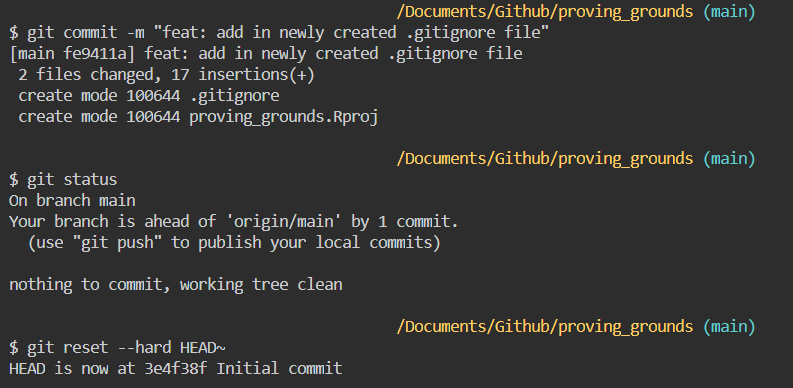 /Documents/Github/proving_grounds (main)
$ git commit -m "feat: add in newly created .gitignore file"
[main fe9411a] feat: add in newly created .gitignore file
 2 files changed, 17 insertions(+)
 create mode 100644 .gitignore
 create mode 100644 proving_grounds.Rproj
/Documents/Github/proving_grounds (main)
$ git status
On branch main
Your branch is ahead of 'origin/main' by 1 commit.
  (use "git push" to publish your local commits)
nothing to commit, working tree clean
/Documents/Github/proving_grounds (main)
$ git reset --hard HEAD~
HEAD is now at 3e4f38f Initial commit